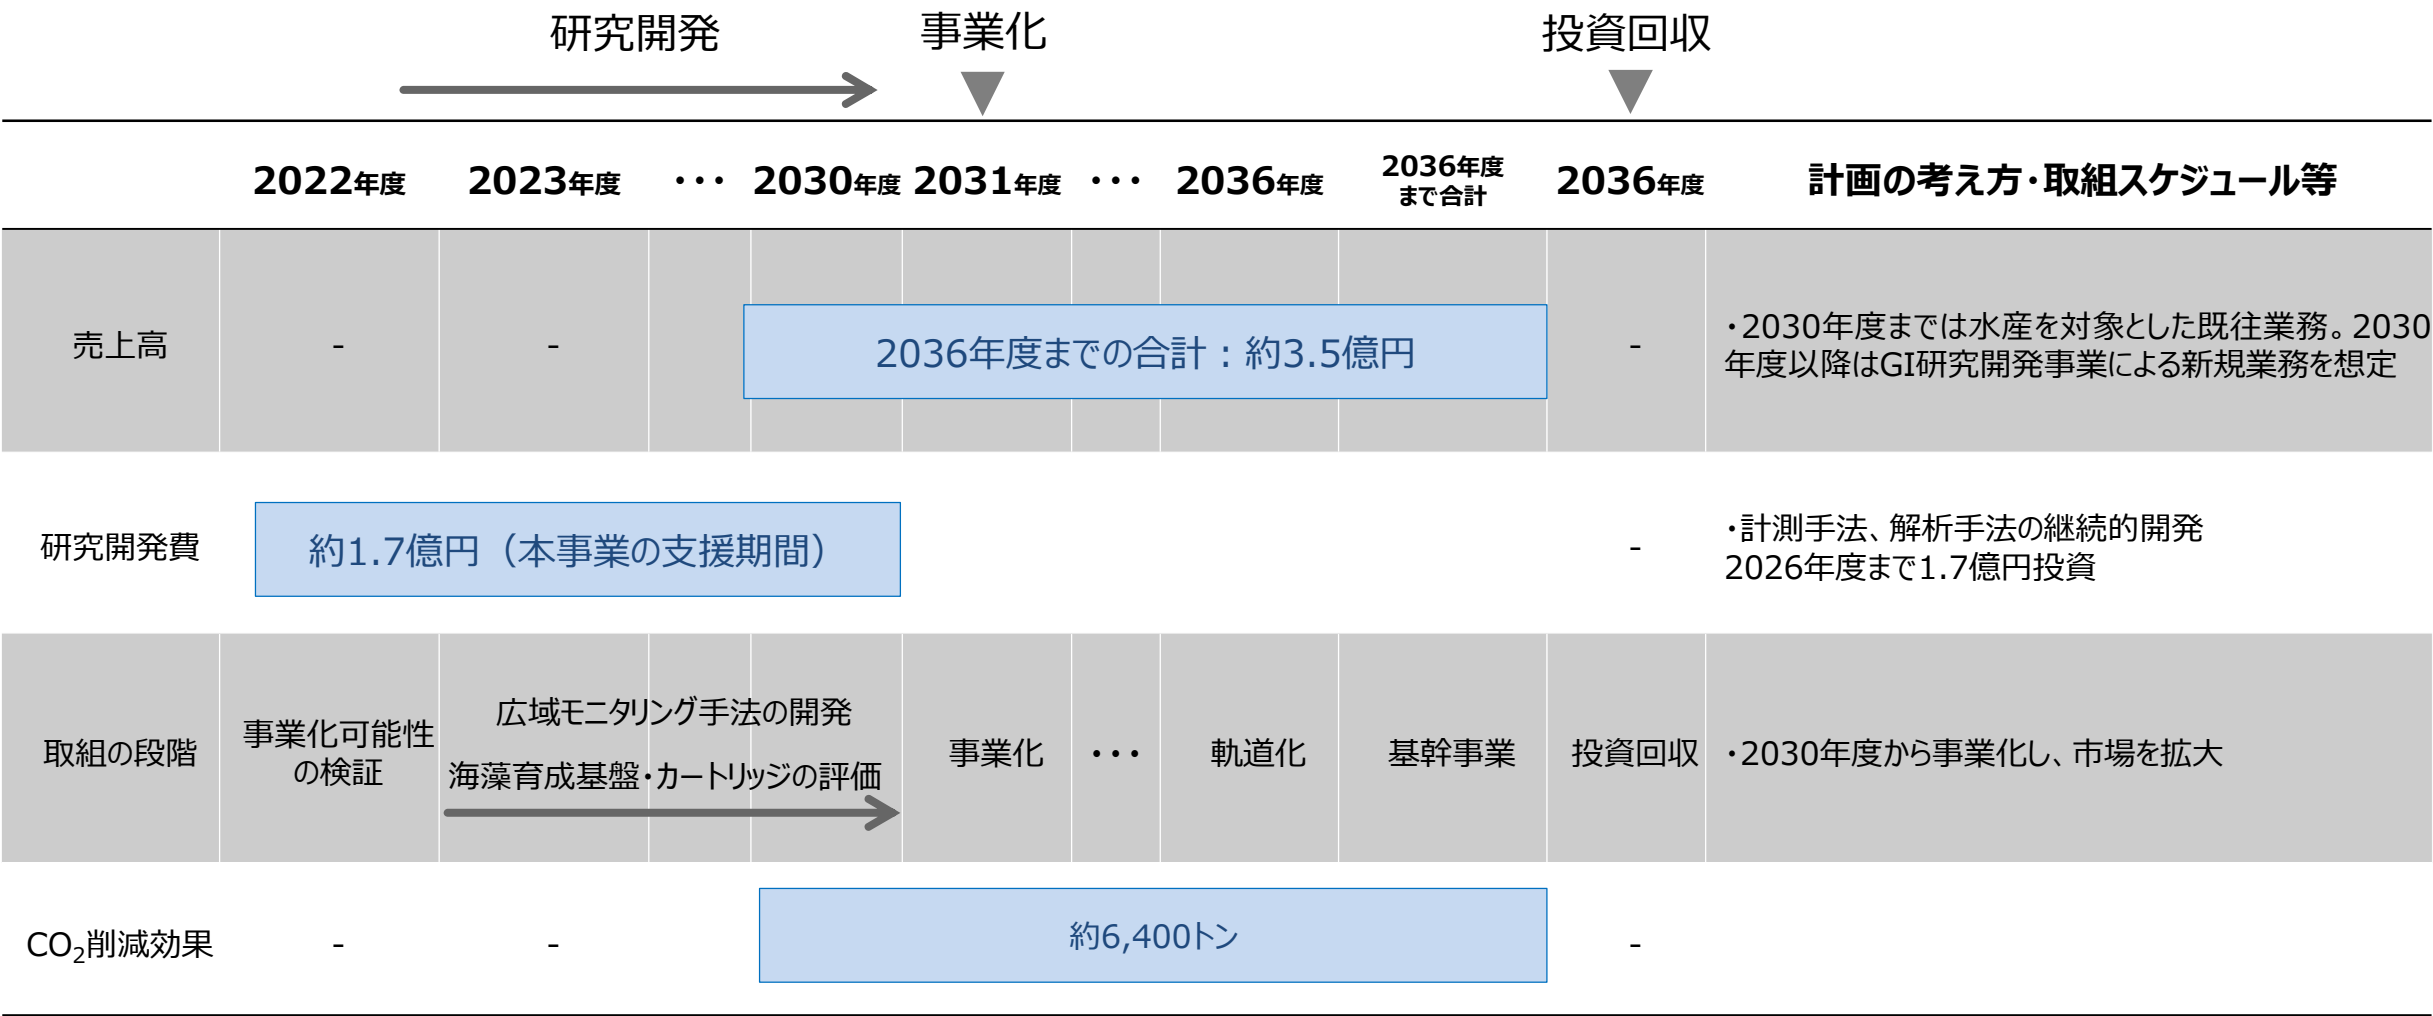 研究開発
事業化
投資回収
2022年度 2023年度 ・・・ 2030年度 2031年度 ・・・ 2036年度 2036年度 2036年度 計画の考え方・取組スケジュール等
まで合計
売上高 - - 2036年度までの合計：約3.5億円 - ・2030年度までは水産を対象とした既往業務。2030
年度以降はGI研究開発事業による新規業務を想定
研究開発費 約1.7億円（本事業の支援期間） - ・計測手法、解析手法の継続的開発
2026年度まで1.7億円投資
取組の段階
事業化可能性
の検証
広域モニタリング手法の開発
海藻育成基盤・カートリッジの評価
事業化 ・・・ 軌道化 基幹事業 投資回収 ・2030年度から事業化し、市場を拡大
CO₂削減効果 - - 約6,400トン -